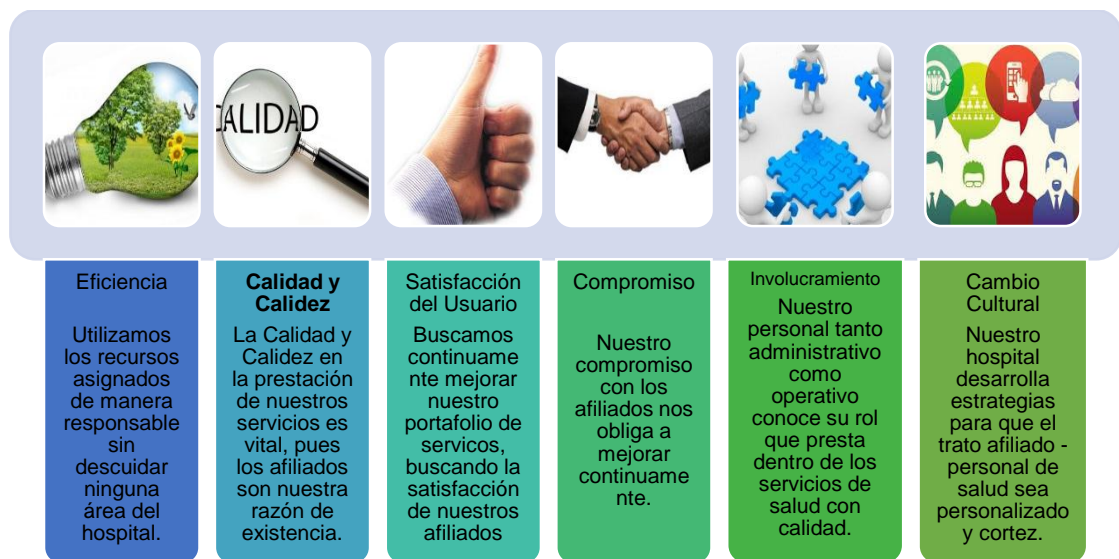 CALIDAD
Eficiencia
Utilizamos
los recursos
asignados
de manera
responsable
sin
descuidar
ninguna
área del
hospital.
Calidad y
Calidez
La Calidad y
Calidez en
la prestación
de nuestros
servicios es
vital, pues
los afiliados
son nuestra
razón de
existencia.
Satisfacción
del Usuario
Buscamos
continuame
nte mejorar
nuestro
portafolio de
servicos,
buscando la
satisfacción
de nuestros
afiliados
Compromiso
Nuestro
compromiso
con los
afiliados nos
obliga a
mejorar
continuame
nte.
Involucramiento
Nuestro
personal tanto
administrativo
como
operativo
conoce su rol
que presta
dentro de los
servicios de
salud con
calidad.
Cambio
Cultural
Nuestro
hospital
desarrolla
estrategias
para que el
trato afiliado -
personal de
salud sea
personalizado
y cortez.